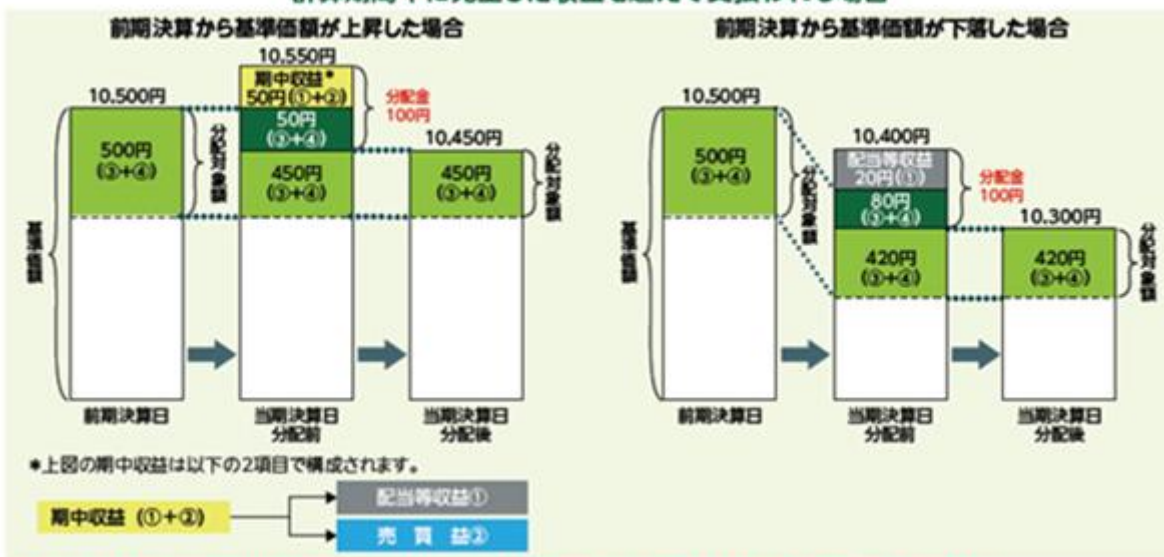 前期決算から基準価額が上昇した場合
10,550円
期中収益*
50円(①+②)
10,500円
分配金
100円
50円
(③+④)
10,450円
500円
(③+④)
分配対象額
450円
(③+④)
450円
(③+④)
分配対象額
基準価額
前期決算日
当期決算日
分配前
当期決算日
分配後
前期決算から基準価額が下落した場合
10,500円
10,400円
500円
(③+④)
分配対象額
配当等収益
20円(①)
分配金
100円
80円
(③+④)
10,300円
420円
(③+④)
420円
(③+④)
分配対象額
基準価額
前期決算日
当期決算日
分配前
当期決算日
分配後
*上図の期中収益は以下の2項目で構成されます。
期中収益 (①+②)
配当等収益①
売 買 益②